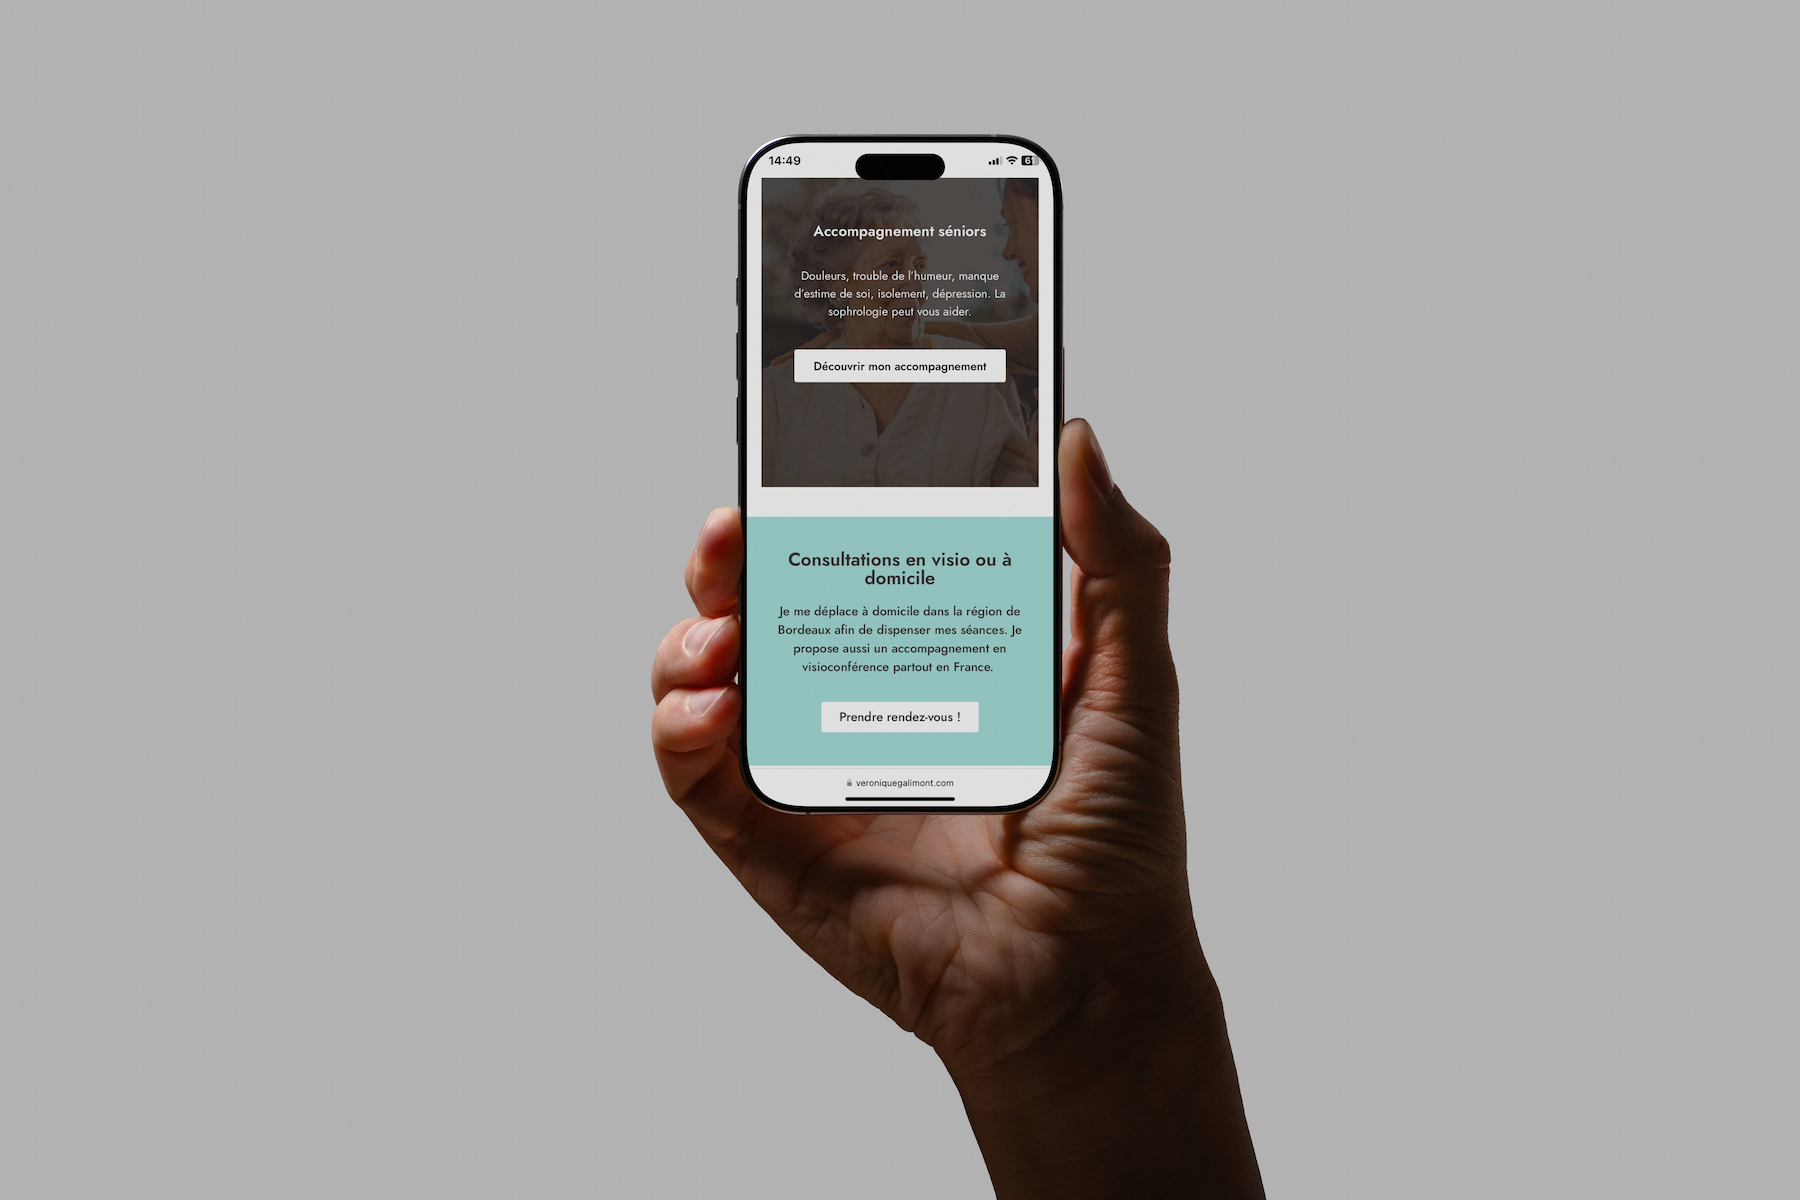 14:49
61
Accompagnement séniors
Douleurs, trouble de l'humeur, manque
d'estime de soi, isolement, dépression. La
sophrologie peut vous aider.
Découvrir mon accompagnement
Consultations en visio ou à
domicile
Je me déplace à domicile dans la région de
Bordeaux afin de dispenser mes séances. Je
propose aussi un accompagnement en
visioconférence partout en France.
Prendre rendez-vous !
veroniquegalimont.com